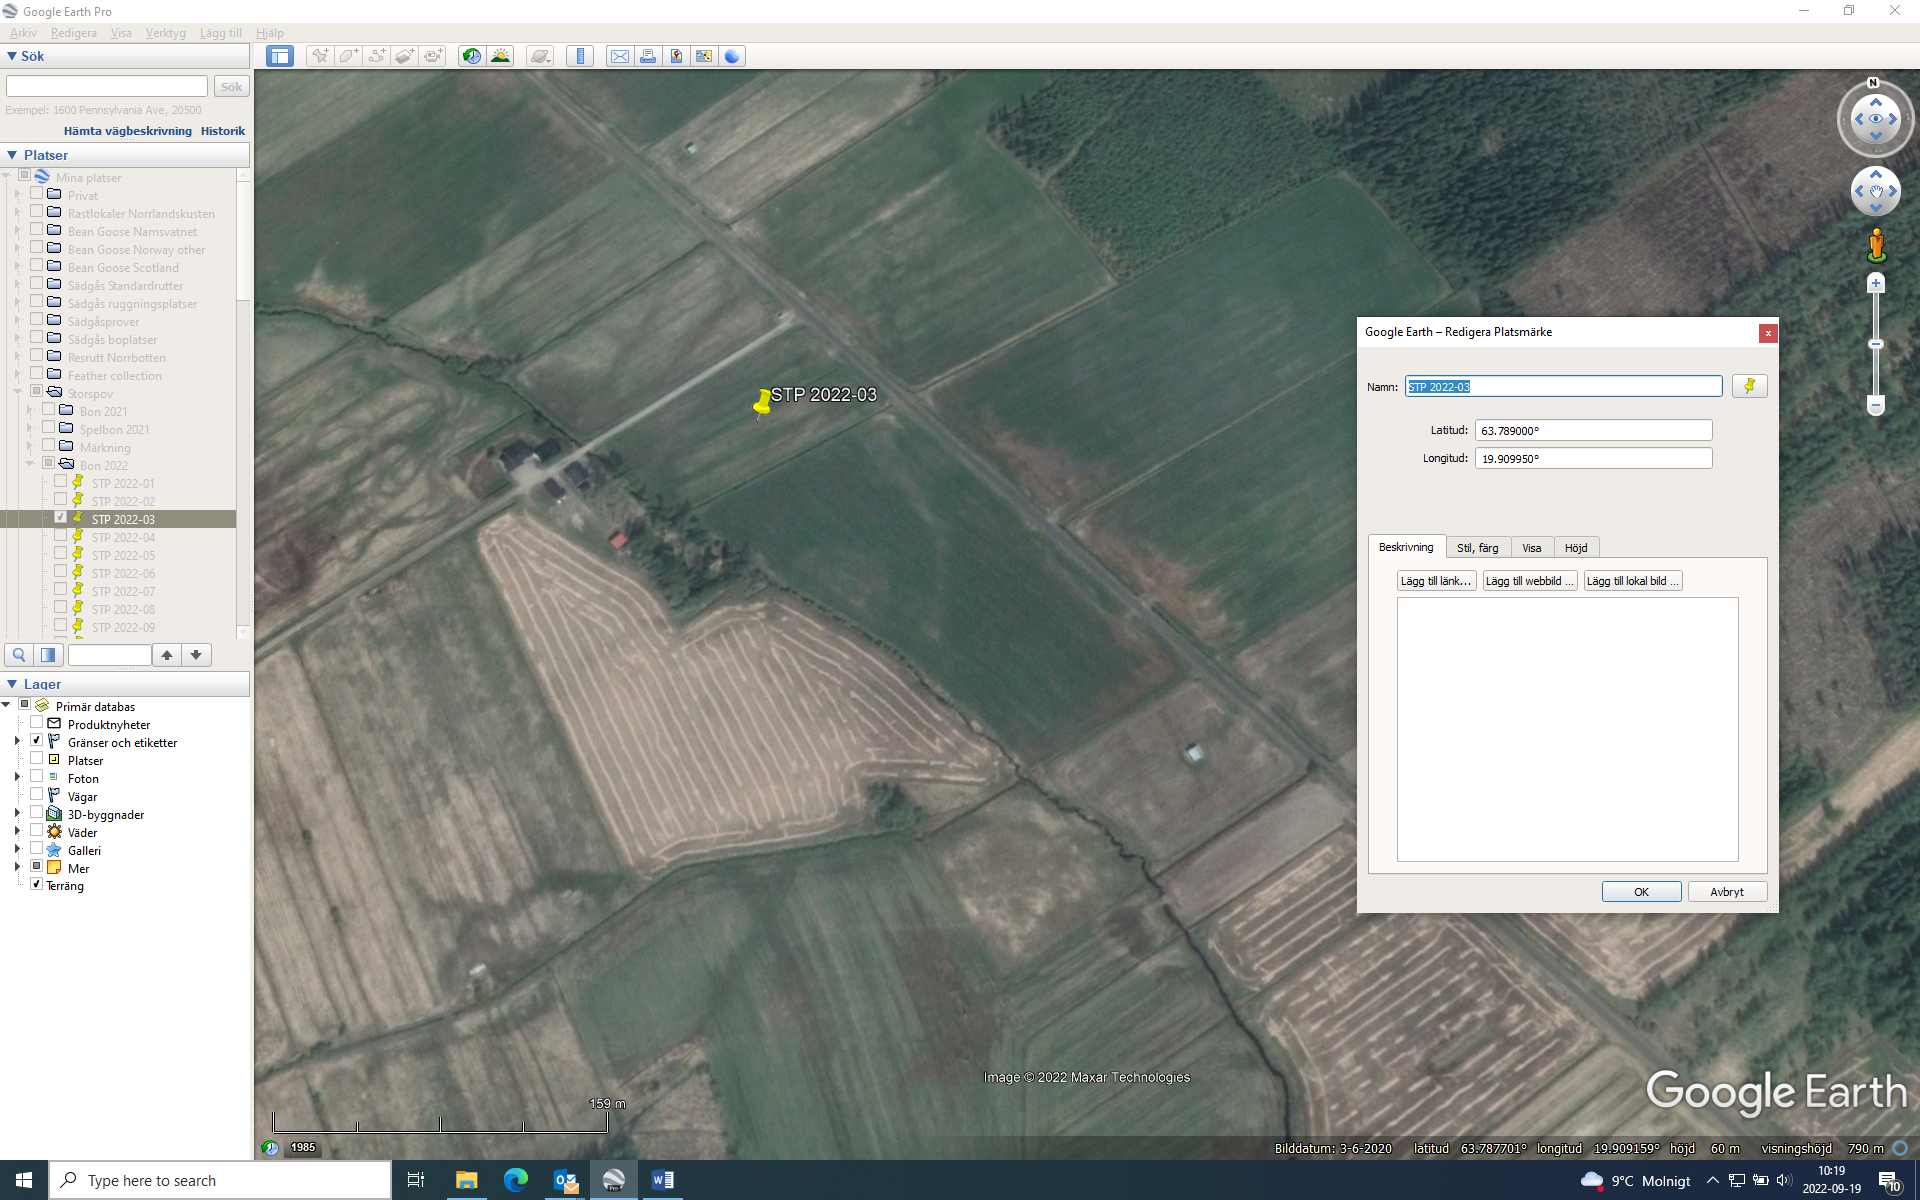 Google Earth Pro
Arkiv Redigera Visa Verktyg Lägg till Hjälp
Sök
Sök
Exempel: 1600 Pennsylvania Ave, 20500
Hämta vägbeskrivning Historik
Platser
Mina platser
Privat
Rastlokaler Norrlandskusten
Bean Goose Namsvatnet
Bean Goose Norway other
Bean Goose Scotland
Sädgås Standardrutter
Sädgås ruggningsplatser
Sädgåsprover
Sädgås boplatser
Resrutt Norrbotten
Feather collection
Storspov
Bon 2021
Spelbon 2021
Märkning
Bon 2022
STP 2022-01
STP 2022-02
STP 2022-03
STP 2022-04
STP 2022-05
STP 2022-06
STP 2022-07
STP 2022-08
STP 2022-09
Lager
Primär databas
Produktnyheter
Gränser och etiketter
Platser
Foton
Vägar
3D-byggnader
Väder
Galleri
Mer
Terräng
N
STP 2022-03
Google Earth – Redigera Platsmärke
x
Namn: STP 2022-03
Latitud: 63.789000°
Longitud: 19.909950°
Beskrivning Stil, färg Visa Höjd
Lägg till länk... Lägg till webbild ... Lägg till lokal bild ...
OK Avbryt
Image © 2022 Maxar Technologies
Google Earth
159 m
1985
Bilddatum: 3-6-2020 latitud 63.787701° longitud 19.909159° höjd 60 m visningshöjd 790 m
Type here to search
9°C Molnigt
10:19
2022-09-19
10